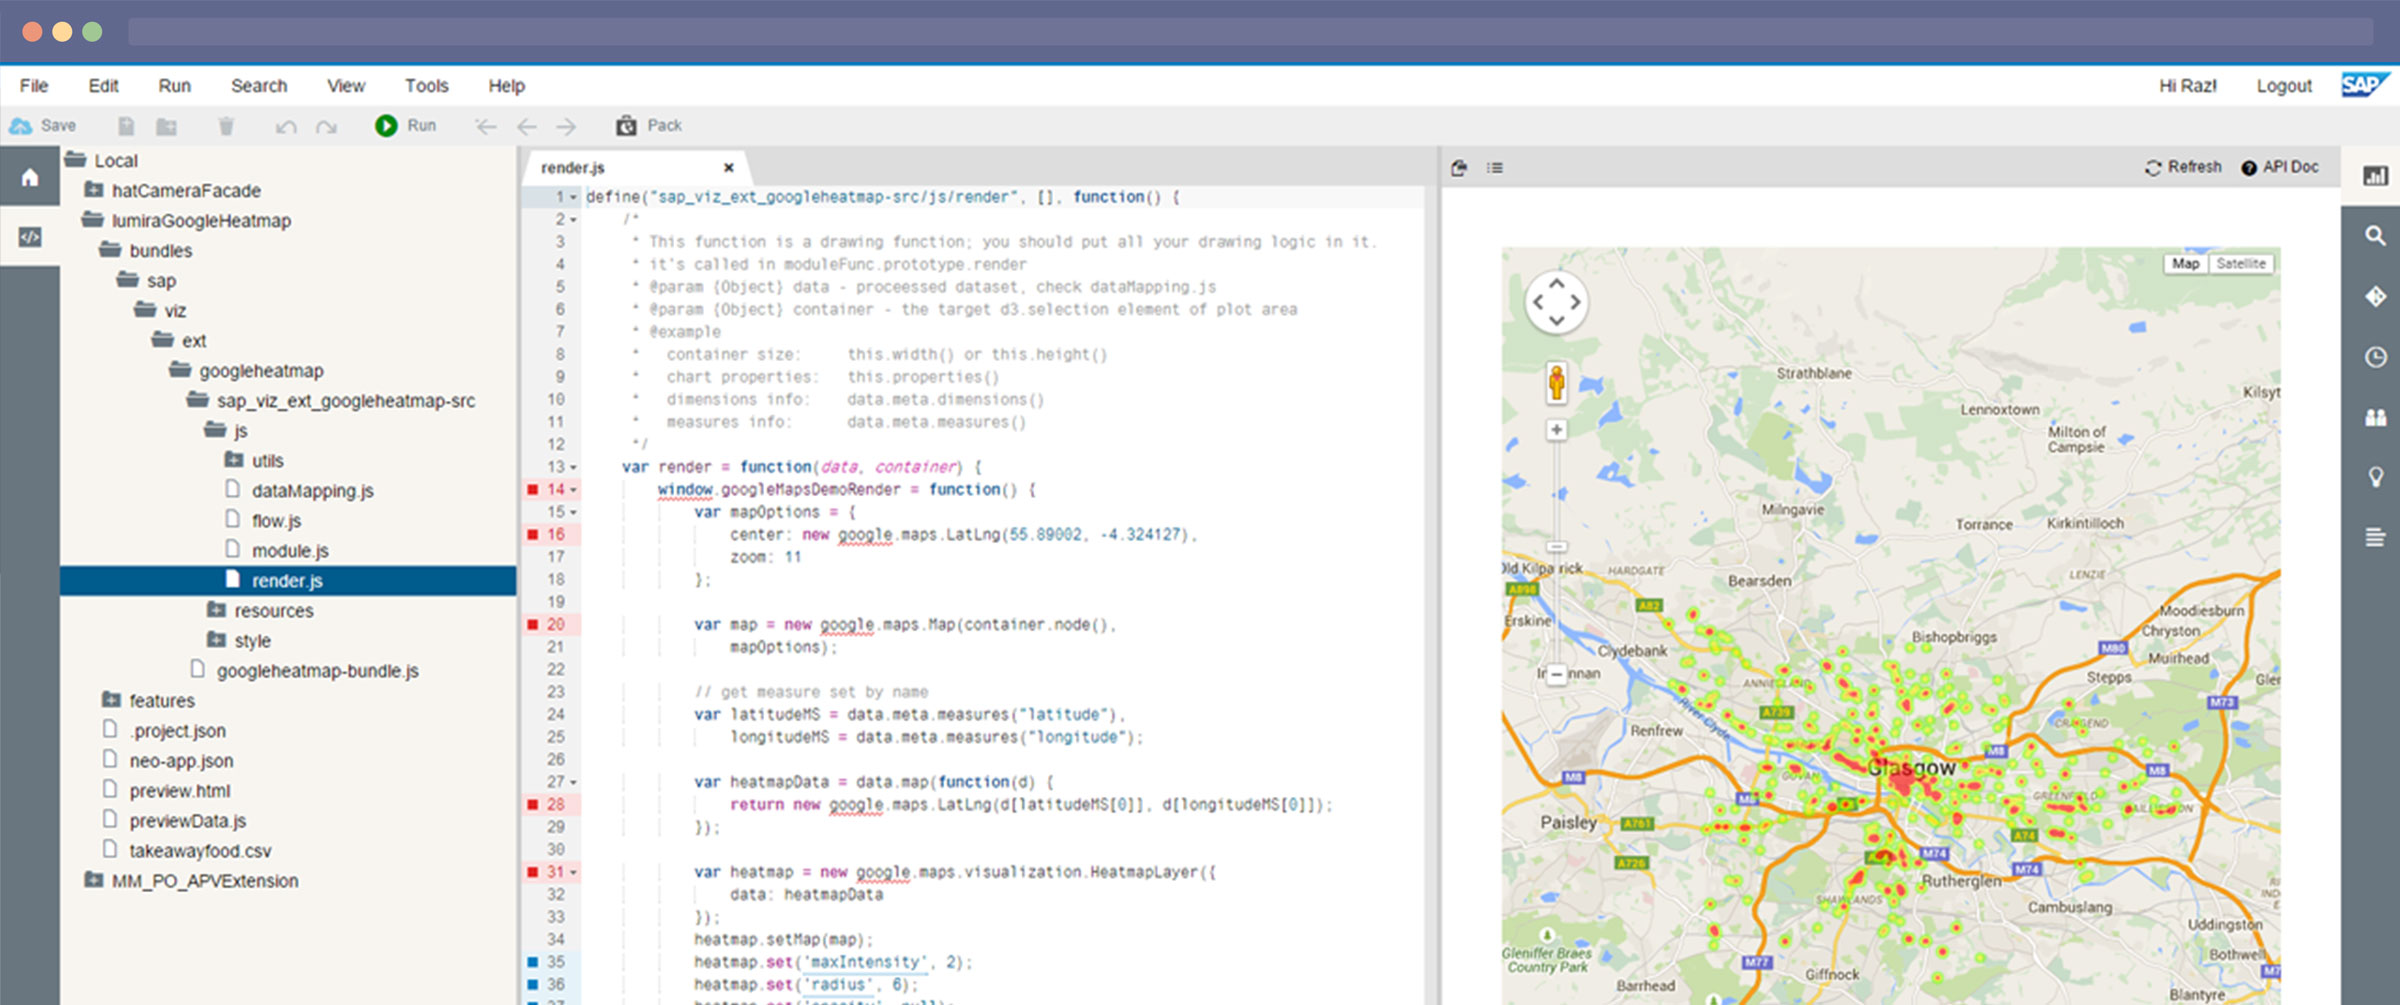 File Edit Run Search View Tools Help Hi Raz! Logout SAP
Save Run Pack
Local
hatCameraFacade
lumiraGoogleHeatmap
bundles
sap
viz
ext
googleheatmap
sap_viz_ext_googleheatmap-src
js
utils
dataMapping.js
flow.js
module.js
render.js
resources
style
googleheatmap-bundle.js
features
.project.json
neo-app.json
preview.html
previewData.js
takeawayfood.csv
MM_PO_APVExtension
render.js
1 define("sap_viz_ext_googleheatmap-src/js/render", [], function() {
2 /*
3 * This function is a drawing function; you should put all your drawing logic in it.
4 * it's called in moduleFunc.prototype.render
5 * @param {Object} data - proceessed dataset, check dataMapping.js
6 * @param {Object} container - the target d3.selection element of plot area
7 * @example
8 * container size: this.width() or this.height()
9 * chart properties: this.properties()
10 * dimensions info: data.meta.dimensions()
11 * measures info: data.meta.measures()
12 */
13 var render = function(data, container) {
14 window.googleMapsDemoRender = function() {
15 var mapOptions = {
16 center: new google.maps.LatLng(55.89002, -4.324127),
17 zoom: 11
18 };
19
20 var map = new google.maps.Map(container.node(),
21 mapOptions);
22
23 // get measure set by name
24 var latitudeMS = data.meta.measures("latitude"),
25 longitudeMS = data.meta.measures("longitude");
26
27 var heatmapData = data.map(function(d) {
28 return new google.maps.LatLng(d[latitudeMS[0]], d[longitudeMS[0]]);
29 });
30
31 var heatmap = new google.maps.visualization.HeatmapLayer({
32 data: heatmapData
33 });
34 heatmap.setMap(map);
35 heatmap.set('maxIntensity', 2);
36 heatmap.set('radius', 6);
Refresh API Doc
Map Satellite
Strathblane
Kilsyt
Lennoxtown
Milton of
Campsie
Milngavie
Torrance Kirkintilloch
HARDGATE
Bearsden
LENZIE
A898
A82
Moodiesburn
Erskine
Chryston
Bishopbriggs
M80
Clydebank
Muirhead
Stepps
ANNIESLAND
M73
A739
River Clyde
Renfrew
M8
Glasgow
GOVAN
M8
M8
M8
Paisley
A761
A74
A726
M74
M74
Rutherglen
SHAWLANDS
Cambuslang
Uddingston
Gleniffer Braes
Country Park
M77
Bothwell
Giffnock
Barrhead
Blantyre